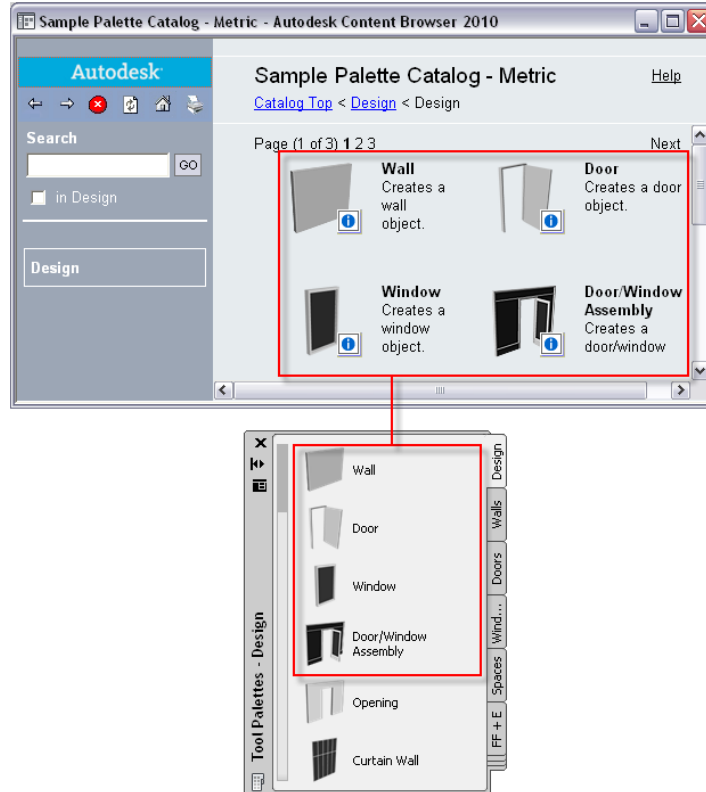 Sample Palette Catalog - Metric - Autodesk Content Browser 2010
Autodesk
Search
GO
in Design
Design
Sample Palette Catalog - Metric
Help
Catalog Top < Design < Design
Page (1 of 3) 1 2 3
Next
Wall
Creates a
wall
object.
Door
Creates a door
object.
Window
Creates a
window
object.
Door/Window
Assembly
Creates a
door/window
Tool Palettes - Design
Wall
Door
Window
Door/Window
Assembly
Opening
Curtain Wall
Design
Walls
Doors
Wind...
Spaces
FF + E